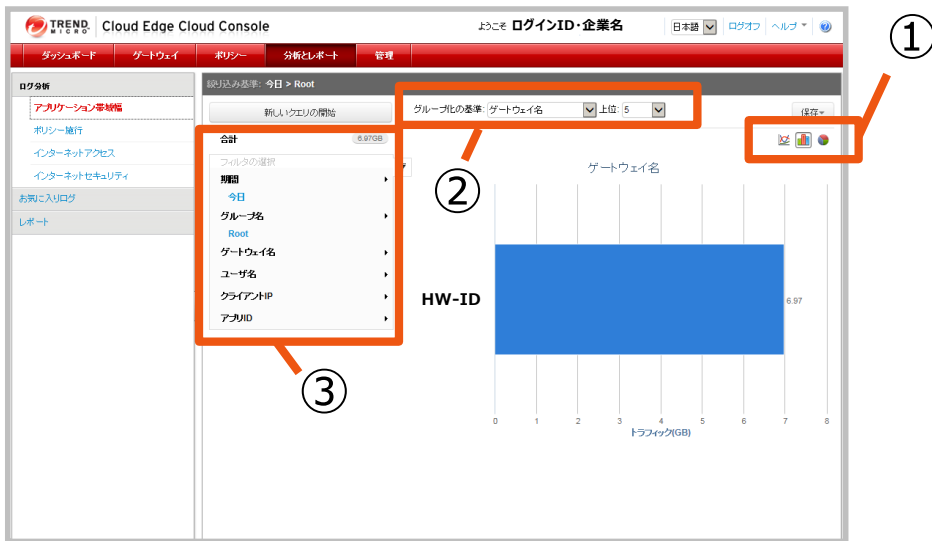 TREND MICRO Cloud Edge Cloud Console
ようこそ ログインID・企業名
日本語
ログオフ
ヘルプ
ダッシュボード ゲートウェイ ポリシー 分析とレポート 管理
①
ログ分析
アプリケーション帯域幅
ポリシー施行
インターネットアクセス
インターネットセキュリティ
お気に入りログ
レポート
絞り込み基準: 今日 > Root
新しいクエリの開始
グループ化の基準: ゲートウェイ名 上位: 5
保存
合計 6.97GB
フィルタの選択
期間
今日
グループ名
Root
ゲートウェイ名
ユーザ名
クライアントIP
アプリID
②
③
ゲートウェイ名
HW-ID
6.97
0 1 2 3 4 5 6 7 8
トラフィック(GB)